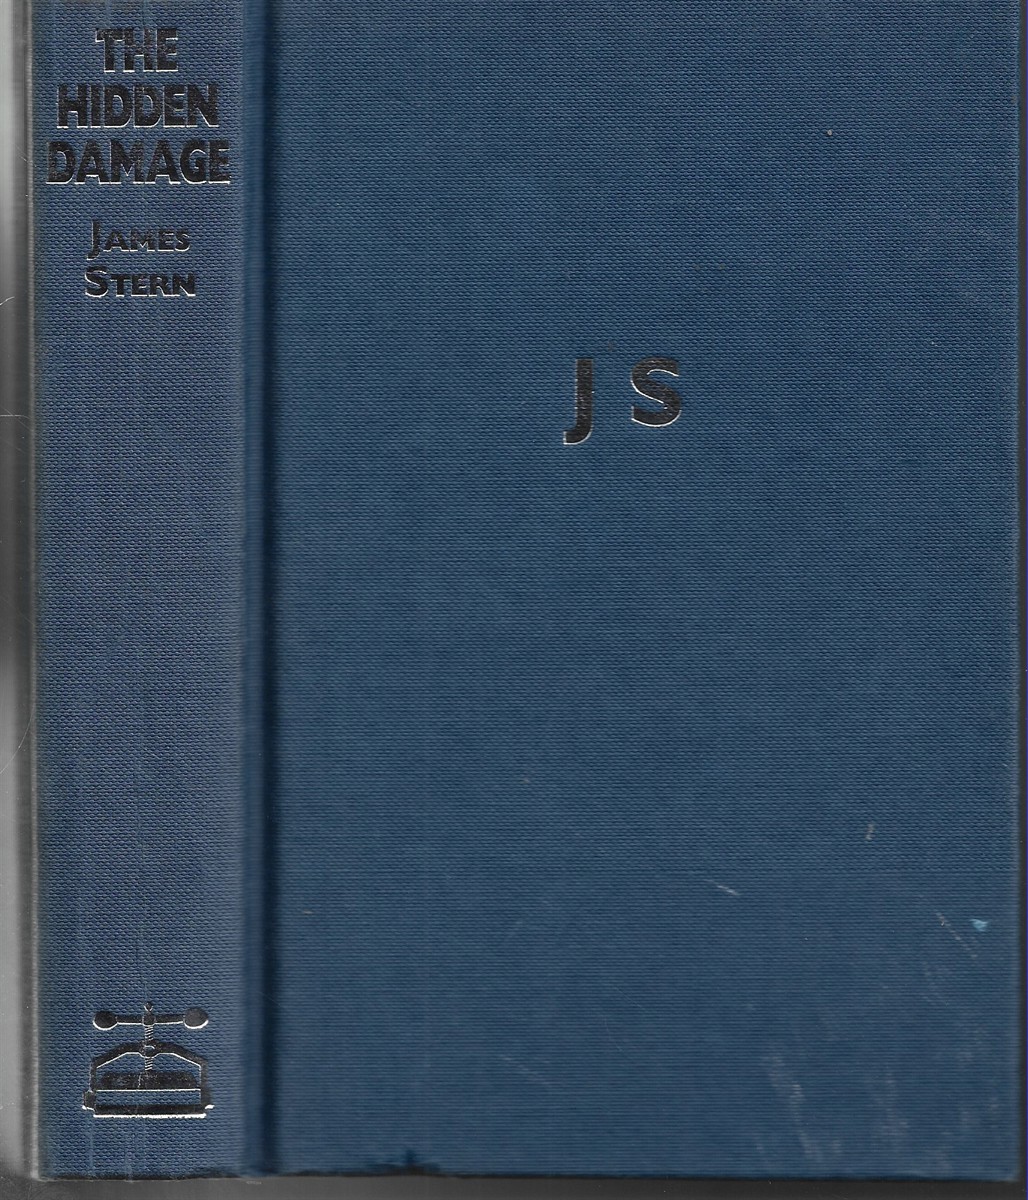 THE
HIDDEN
DAMAGE
JAMES
STERN
J S